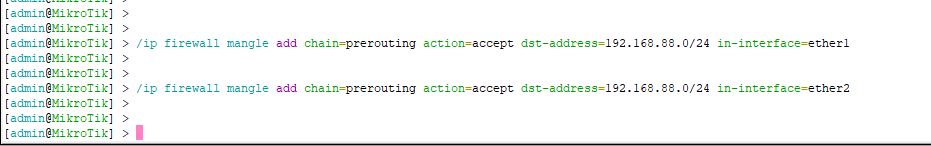 [admin@MikroTik] >
[admin@MikroTik] >
[admin@MikroTik] >
[admin@MikroTik] > /ip firewall mangle add chain=prerouting action=accept dst-address=192.168.88.0/24 in-interface=ether1
[admin@MikroTik] >
[admin@MikroTik] >
[admin@MikroTik] > /ip firewall mangle add chain=prerouting action=accept dst-address=192.168.88.0/24 in-interface=ether2
[admin@MikroTik] >
[admin@MikroTik] >
[admin@MikroTik] >